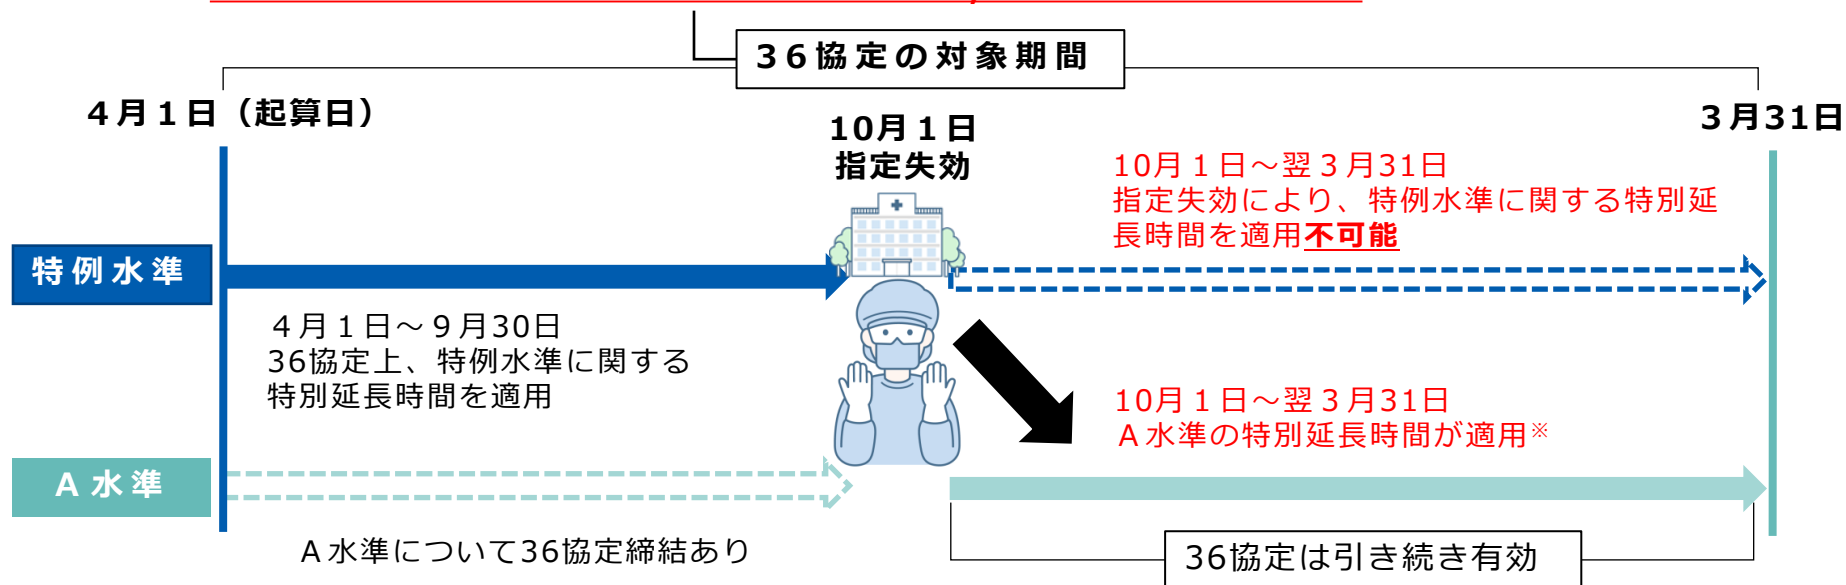 36協定の対象期間
4月1日（起算日）
10月1日
指定失効
3月31日
10月1日～翌3月31日
指定失効により、特例水準に関する特別延
長時間を適用不可能
特例水準
4月1日～9月30日
36協定上、特例水準に関する
特別延長時間を適用
10月1日～翌3月31日
A水準の特別延長時間が適用※
A水準
A水準について36協定締結あり
36協定は引き続き有効